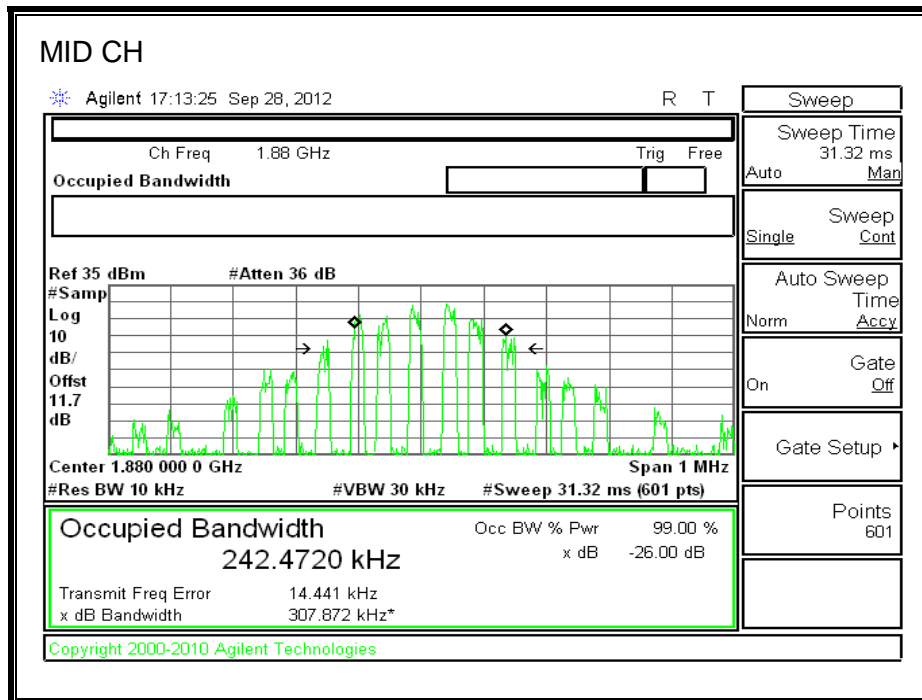 MID CH
Agilent 17:13:25 Sep 28, 2012 R T
Ch Freq 1.88 GHz Trig Free
Occupied Bandwidth
Ref 35 dBm #Atten 36 dB
#Samp
Log
10
dB/
Offst
11.7
dB
Center 1.880 000 0 GHz Span 1 MHz
#Res BW 10 kHz #VBW 30 kHz #Sweep 31.32 ms (601 pts)
Occupied Bandwidth Occ BW % Pwr 99.00 %
242.4720 kHz x dB -26.00 dB
Transmit Freq Error 14.441 kHz
x dB Bandwidth 307.872 kHz*
Copyright 2000-2010 Agilent Technologies
Sweep
Sweep Time
31.32 ms
Auto Man
Sweep
Single Cont
Auto Sweep
Time
Norm Accy
Gate
On Off
Gate Setup
Points
601